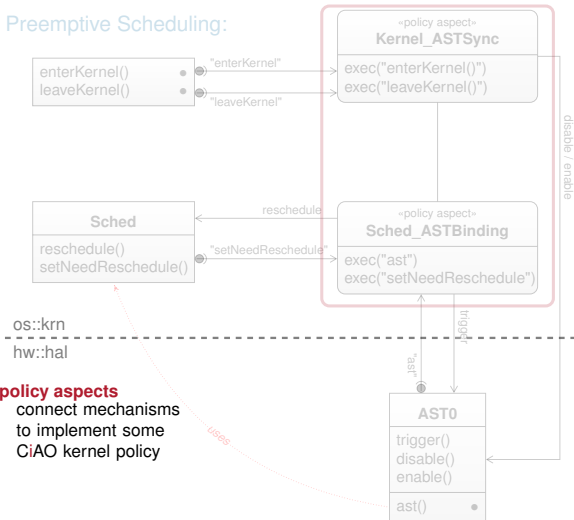 Preemptive Scheduling:
«policy aspect»
Kernel_ASTSync
exec("enterKernel()")
exec("leaveKernel()")
enterKernel()
leaveKernel()
"enterKernel"
"leaveKernel"
disable / enable
reschedule
Sched
reschedule()
setNeedReschedule()
"setNeedReschedule"
«policy aspect»
Sched_ASTBinding
exec("ast")
exec("setNeedReschedule")
os::krn
hw::hal
trigger
"ast"
policy aspects
connect mechanisms
to implement some
CiAO kernel policy
uses
AST0
trigger()
disable()
enable()
ast()